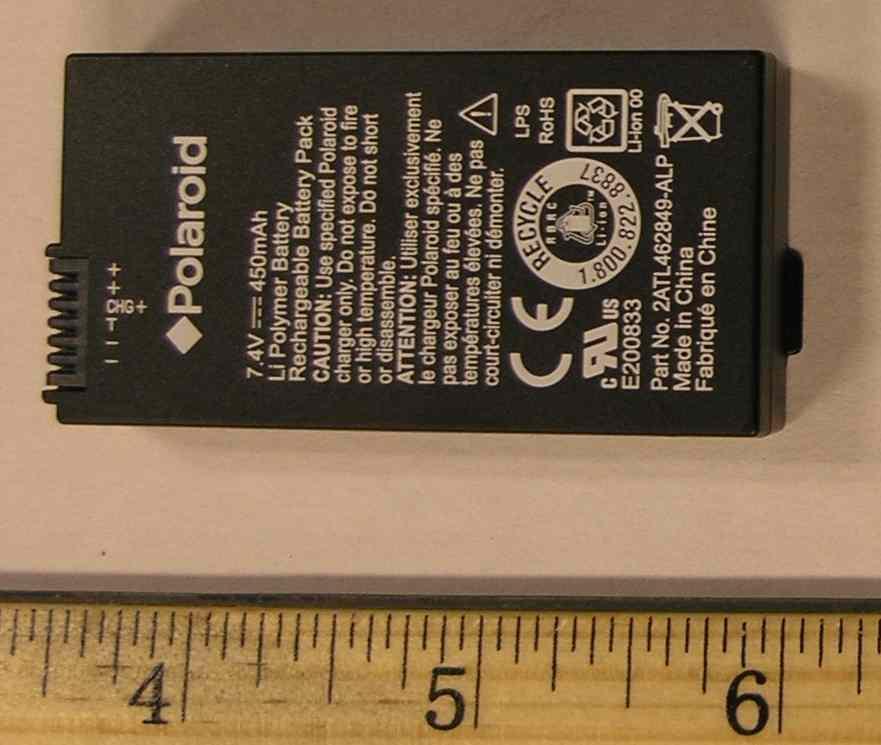 Polaroid
- - - + + +
CHG+
7.4V 450mAh
Li Polymer Battery
Rechargeable Battery Pack
CAUTION: Use specified Polaroid
charger only. Do not expose to fire
or high temperature. Do not short
or disassemble.
ATTENTION: Utiliser exclusivement
le chargeur Polaroid spécifié. Ne
pas exposer au feu ou à des
températures élevées. Ne pas
court-circuiter ni démonter.
LPS
RoHS
Li-ion 00
CE
RECYCLE
RBRC
Li-ion
1.800.822.8837
c RU US
E200833
Part No. 2ATL462849-ALP
Made in China
Fabriqué en Chine
4 5 6